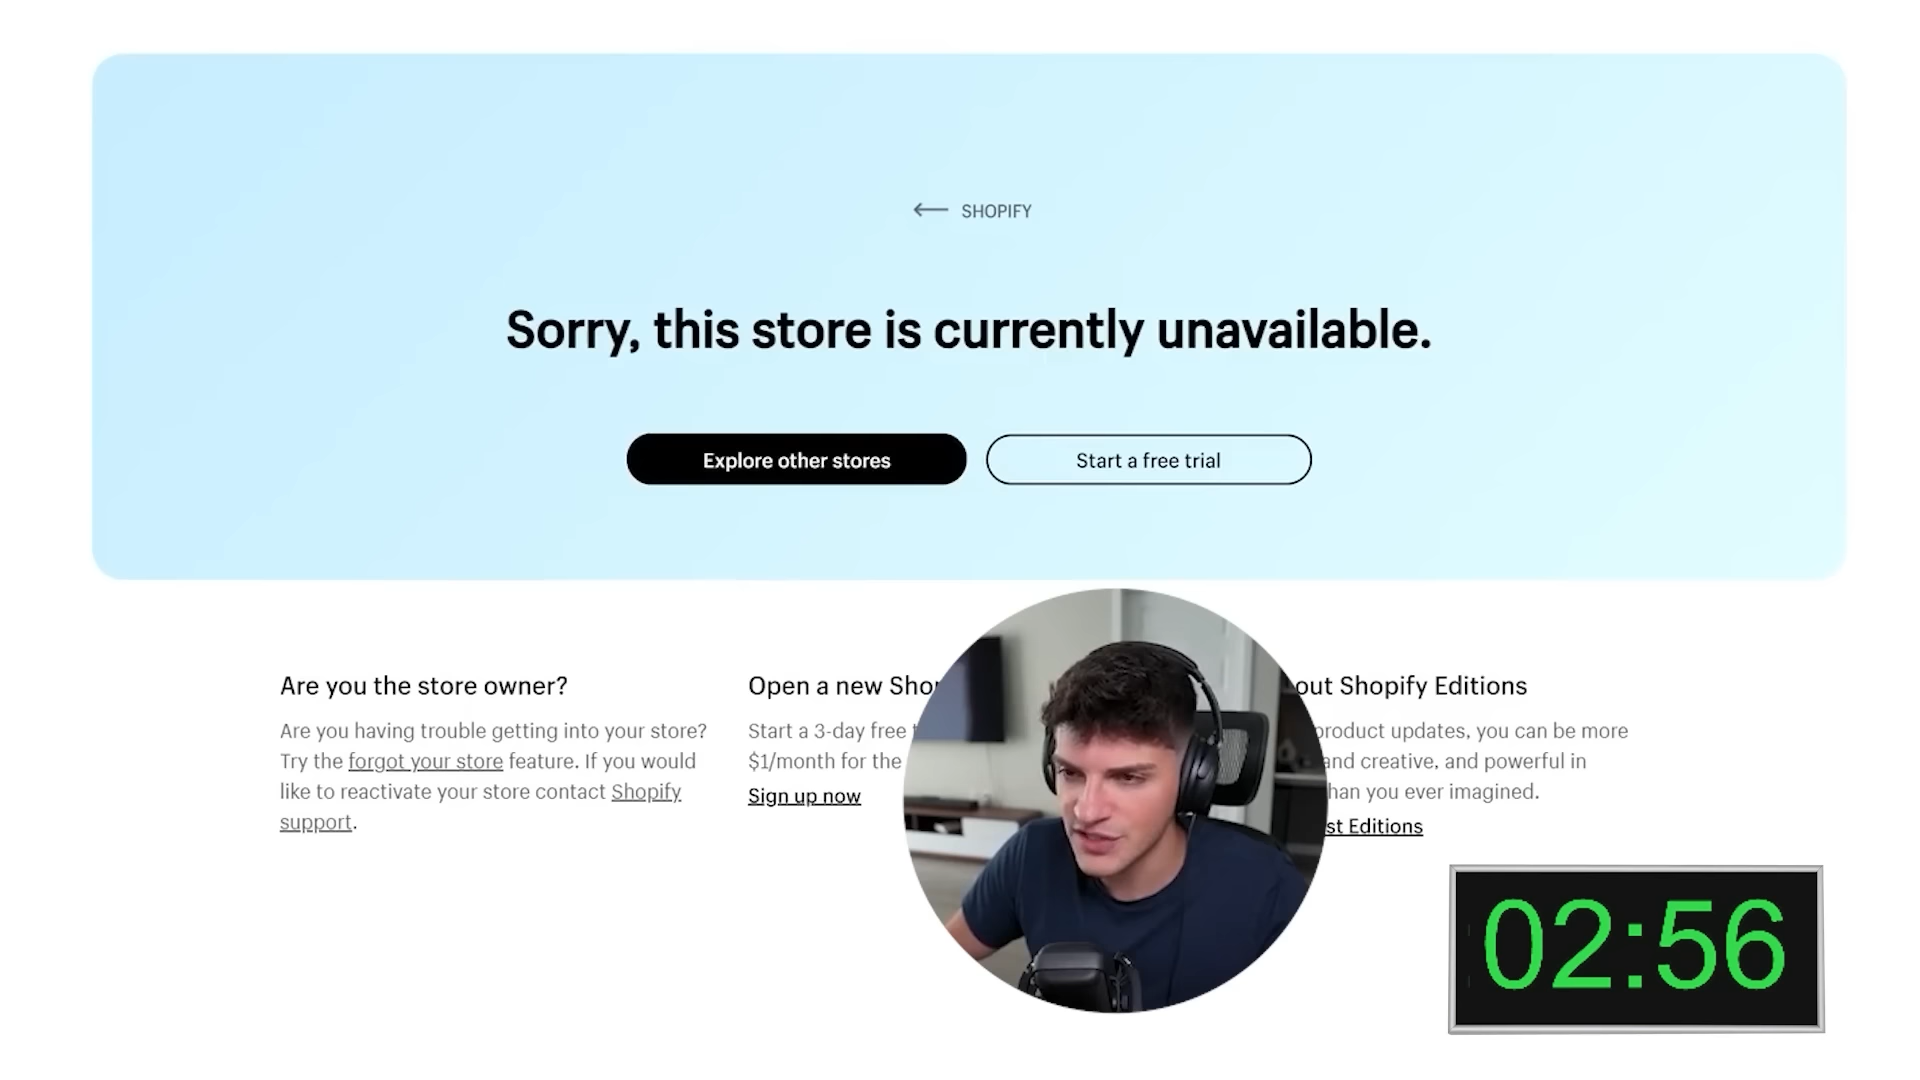 SHOPIFY
Sorry, this store is currently unavailable.
Explore other stores
Start a free trial
Are you the store owner?
Are you having trouble getting into your store?
Try the forgot your store feature. If you would
like to reactivate your store contact Shopify
support.
Open a new
Start a 3-day free
$1/month for the
Sign up now
Shopify Editions
product updates, you can be more
and creative, and powerful in
than you ever imagined.
Editions
02:56